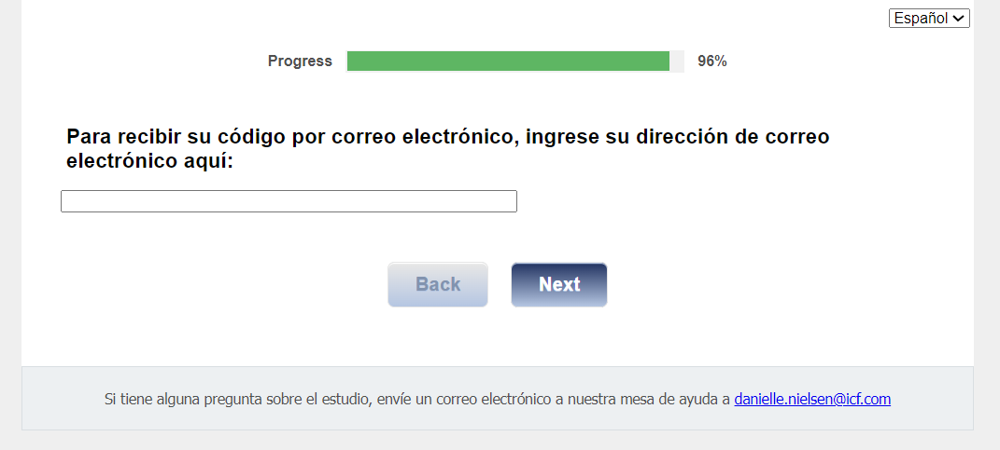 Español
Progress 96%
Para recibir su código por correo electrónico, ingrese su dirección de correo
electrónico aquí:
Back Next
Si tiene alguna pregunta sobre el estudio, envíe un correo electrónico a nuestra mesa de ayuda a danielle.nielsen@icf.com